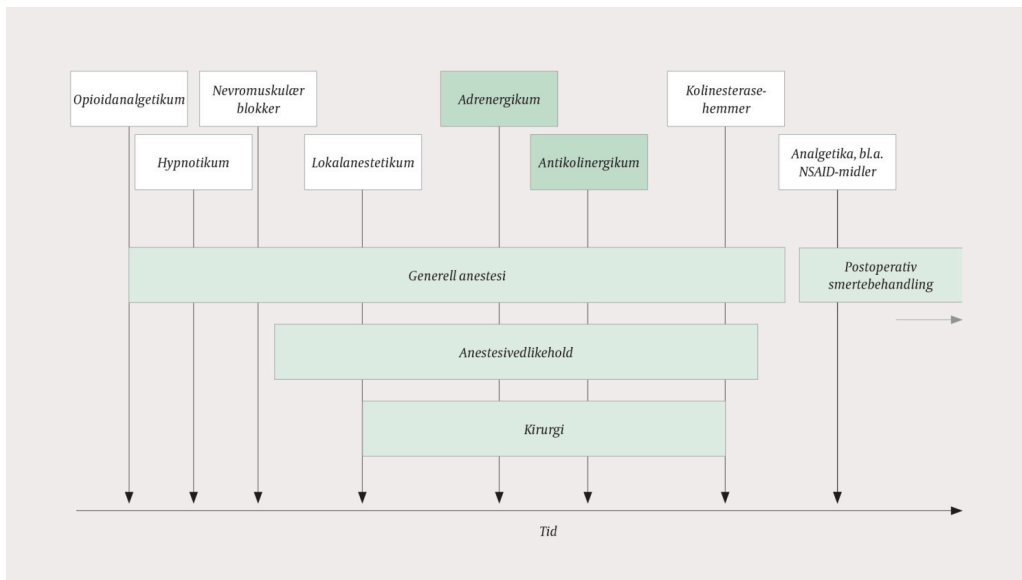 Opioidanalgetikum
Nevromuskulær
blokker
Adrenergikum
Kolinesterase-
hemmer
Hypnotikum
Lokalanestetikum
Antikolinergikum
Analgetika, bl.a.
NSAID-midler
Generell anestesi
Postoperativ
smertebehandling
Anestesivedlikehold
Kirurgi
Tid